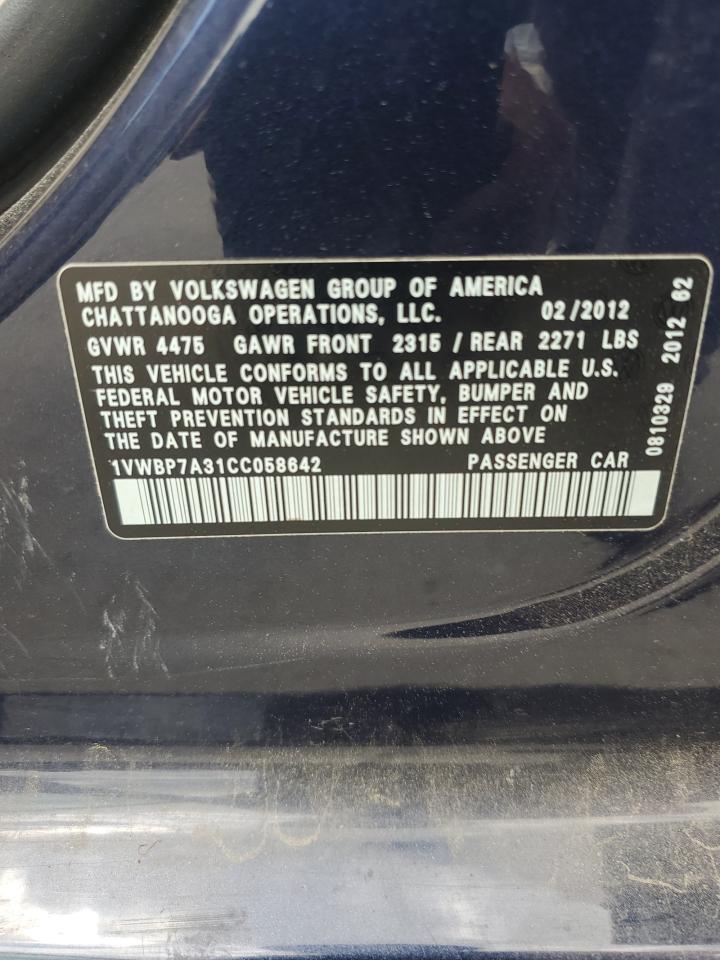 MFD BY VOLKSWAGEN GROUP OF AMERICA
CHATTANOOGA OPERATIONS, LLC. 02/2012
GVWR 4475 GAWR FRONT 2315 / REAR 2271 LBS
THIS VEHICLE CONFORMS TO ALL APPLICABLE U.S.
FEDERAL MOTOR VEHICLE SAFETY, BUMPER AND
THEFT PREVENTION STANDARDS IN EFFECT ON
THE DATE OF MANUFACTURE SHOWN ABOVE
1VWBP7A31CC058642 PASSENGER CAR
0810329 2012 62